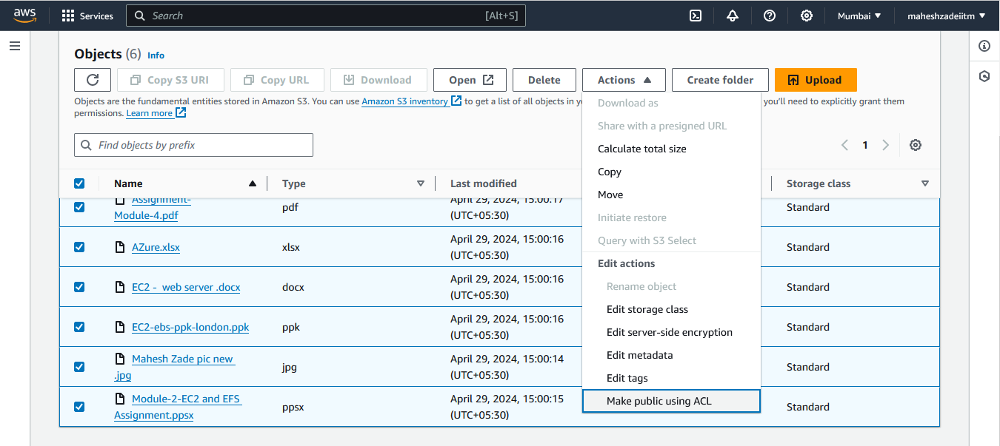 aws
Services
Search [Alt+S]
Mumbai ▼
maheshzadeiitm ▼
Objects (6) Info
Copy S3 URI
Copy URL
Download
Open
Delete
Actions ▲
Create folder
Upload
Objects are the fundamental entities stored in Amazon S3. You can use Amazon S3 inventory to get a list of all objects in
you'll need to explicitly grant them
permissions. Learn more
Find objects by prefix
1
Download as
Share with a presigned URL
Calculate total size
Copy
Move
Initiate restore
Query with S3 Select
Edit actions
Rename object
Edit storage class
Edit server-side encryption
Edit metadata
Edit tags
Make public using ACL
Name Type Last modified Storage class
Assignment-
Module-4.pdf
pdf
April 29, 2024, 15:00:17
(UTC+05:30)
Standard
AZure.xlsx
xlsx
April 29, 2024, 15:00:16
(UTC+05:30)
Standard
EC2 - web server .docx
docx
April 29, 2024, 15:00:16
(UTC+05:30)
Standard
EC2-ebs-ppk-london.ppk
ppk
April 29, 2024, 15:00:16
(UTC+05:30)
Standard
Mahesh Zade pic new
.jpg
jpg
April 29, 2024, 15:00:14
(UTC+05:30)
Standard
Module-2-EC2 and EFS
Assignment.ppsx
ppsx
April 29, 2024, 15:00:15
(UTC+05:30)
Standard